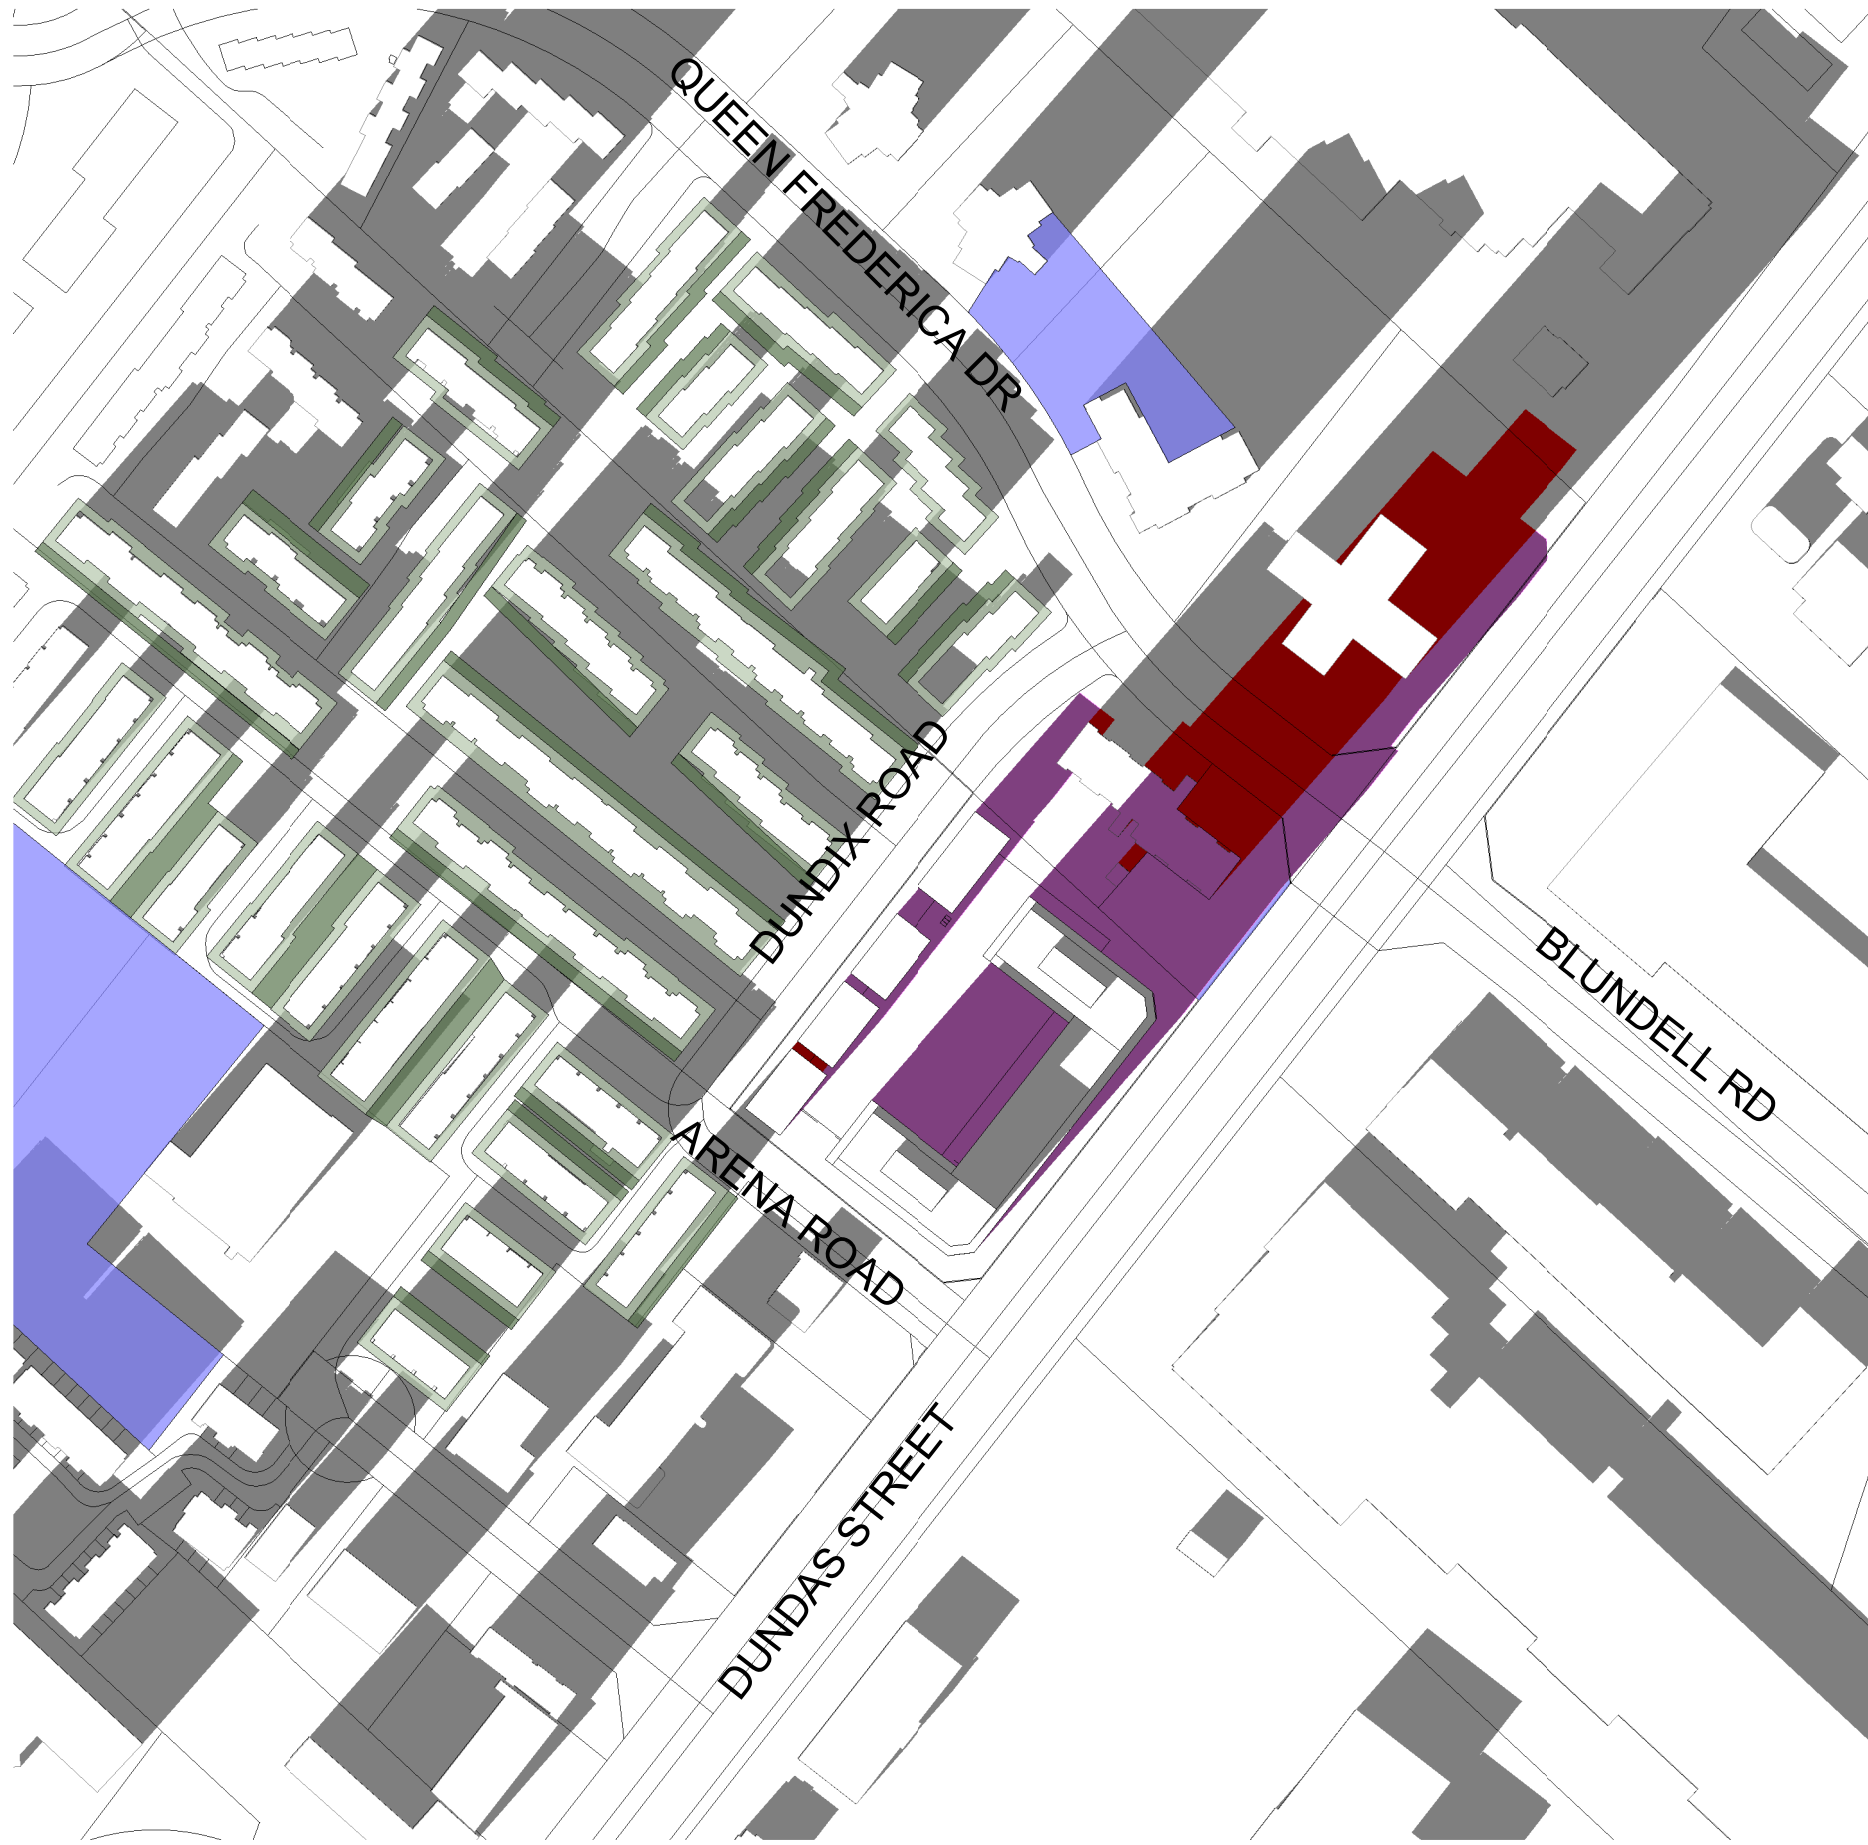 QUEEN FREDERICA DR
DUNDIX ROAD
BLUNDELL RD
ARENA ROAD
DUNDAS STREET